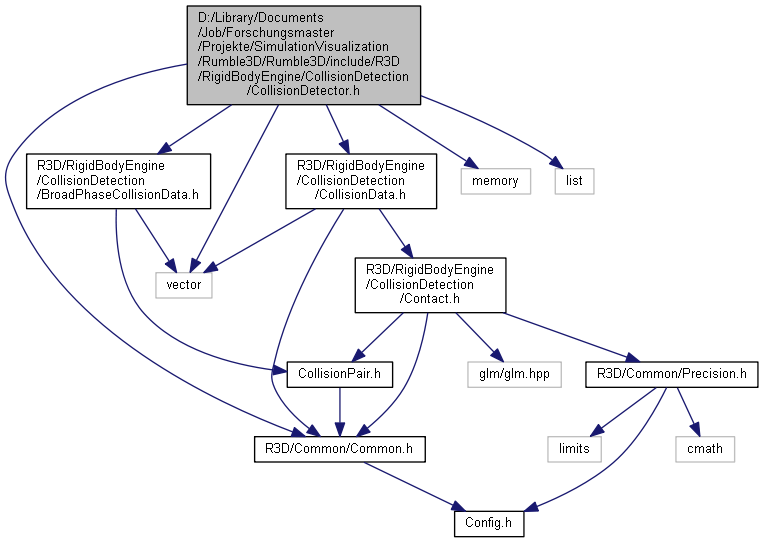 D:/Library/Documents
/Job/Forschungsmaster
/Projekte/SimulationVisualization
/Rumble3D/Rumble3D/include/R3D
/RigidBodyEngine/CollisionDetection
/CollisionDetector.h
R3D/RigidBodyEngine
/CollisionDetection
/BroadPhaseCollisionData.h
R3D/RigidBodyEngine
/CollisionDetection
/CollisionData.h
memory
list
vector
R3D/RigidBodyEngine
/CollisionDetection
/Contact.h
CollisionPair.h
glm/glm.hpp
R3D/Common/Precision.h
R3D/Common/Common.h
limits
cmath
Config.h